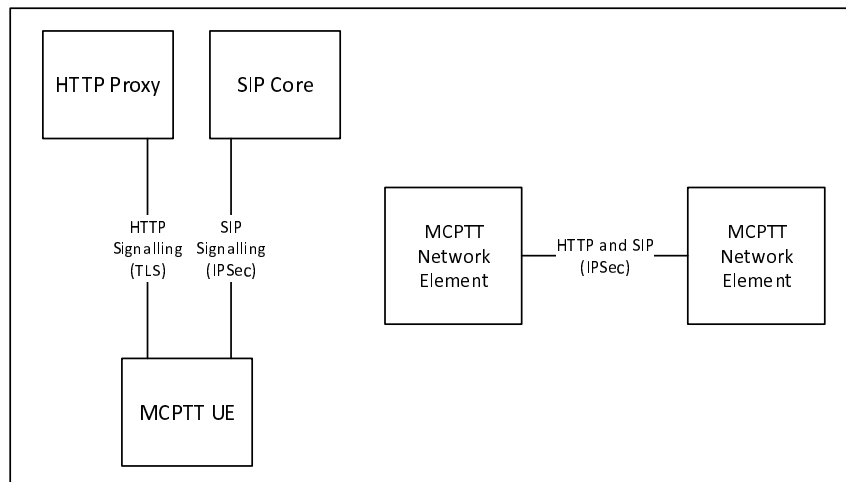 HTTP Proxy
SIP Core
HTTP
Signalling
(TLS)
SIP
Signalling
(IPSec)
MCPTT UE
MCPTT
Network
Element
HTTP and SIP
(IPSec)
MCPTT
Network
Element